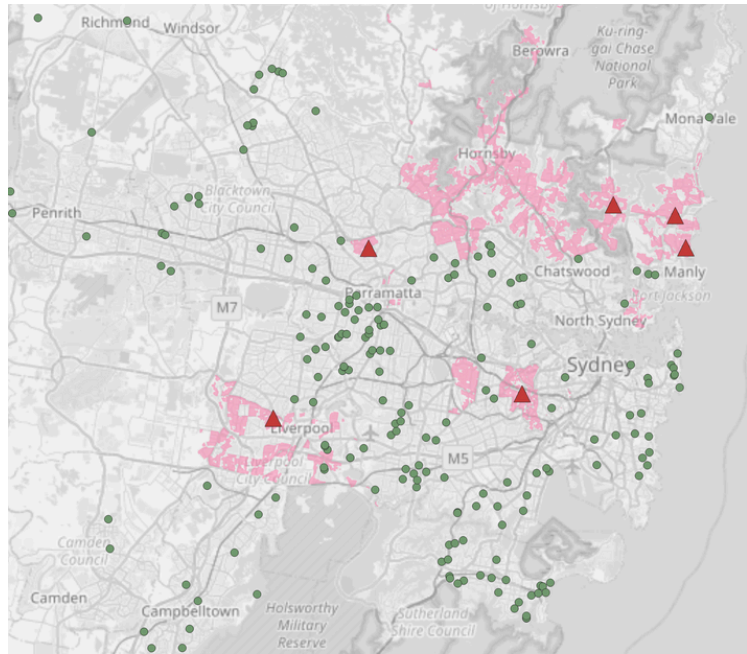 of Hornsby
Richmond
Windsor
Berowra
Ku-ring-
gai Chase
National
Park
Mona Vale
Hornsby
Blacktown
City Council
Penrith
Chatswood
Manly
Parramatta
Port Jackson
M7
North Sydney
Sydney
Liverpool
M5
Liverpool
City Council
Camden
Council
Camden
Campbelltown
Holsworthy
Military
Reserve
Sutherland
Shire Council